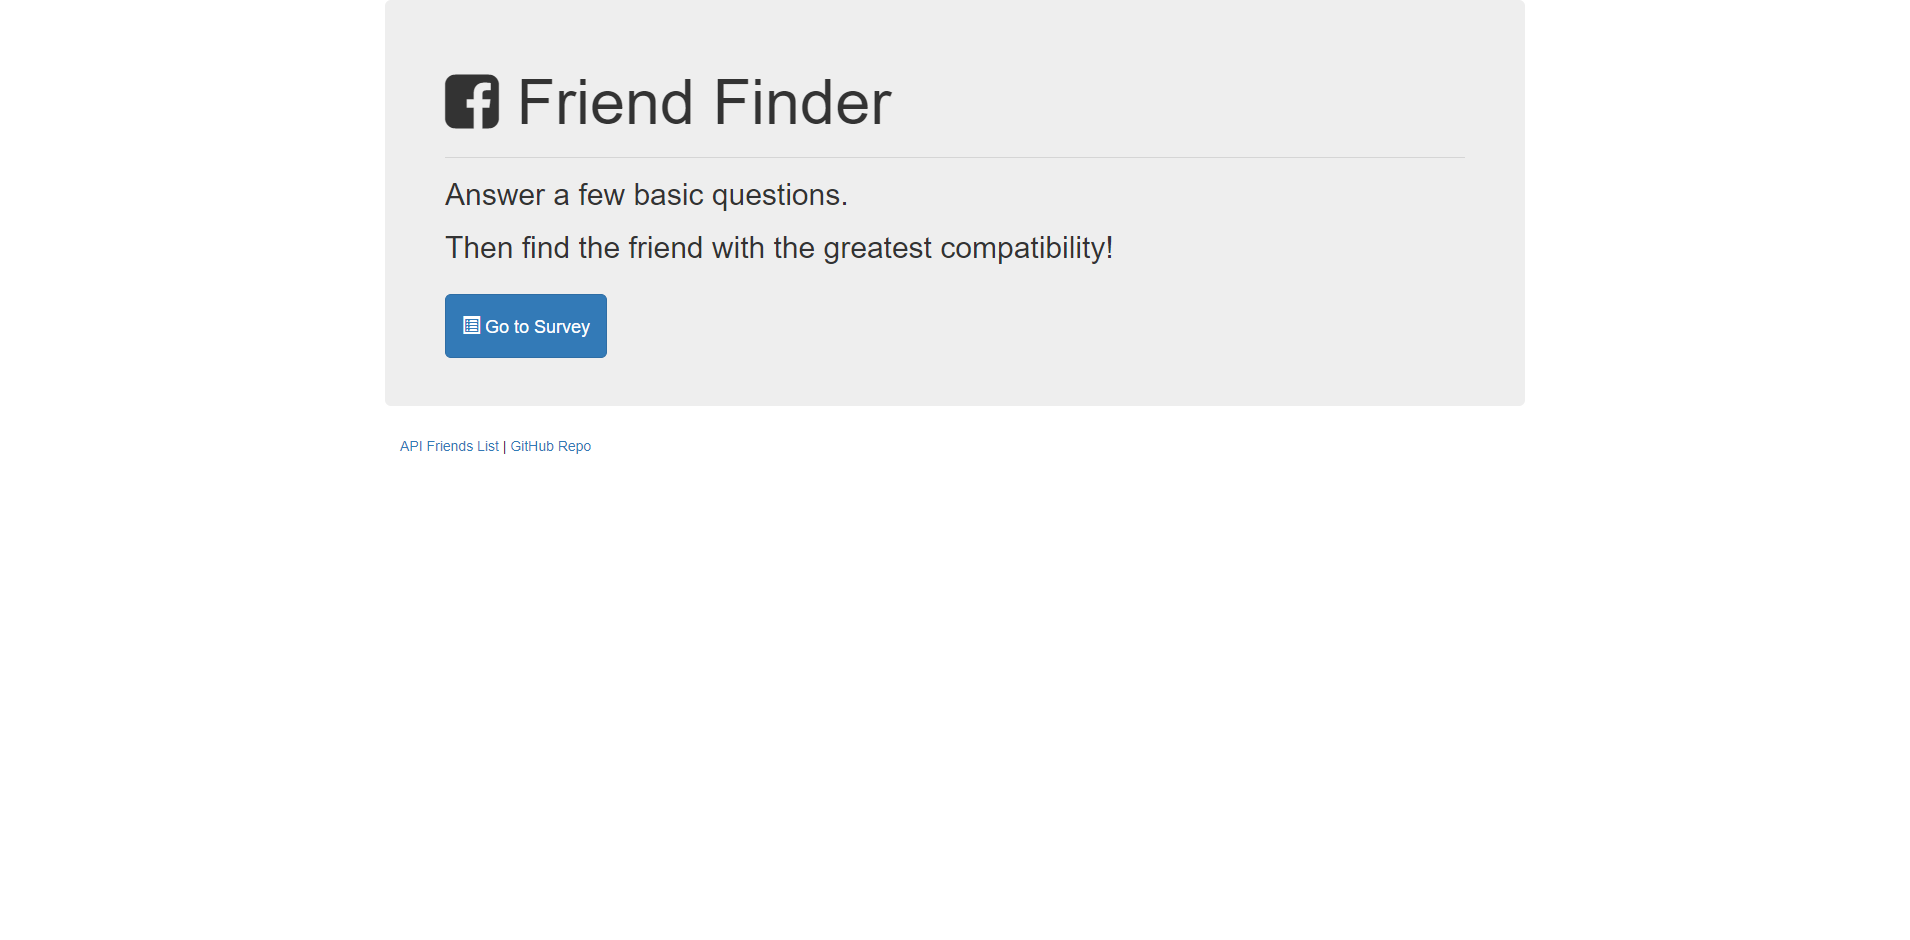 Friend Finder
Answer a few basic questions.
Then find the friend with the greatest compatibility!
Go to Survey
API Friends List | GitHub Repo